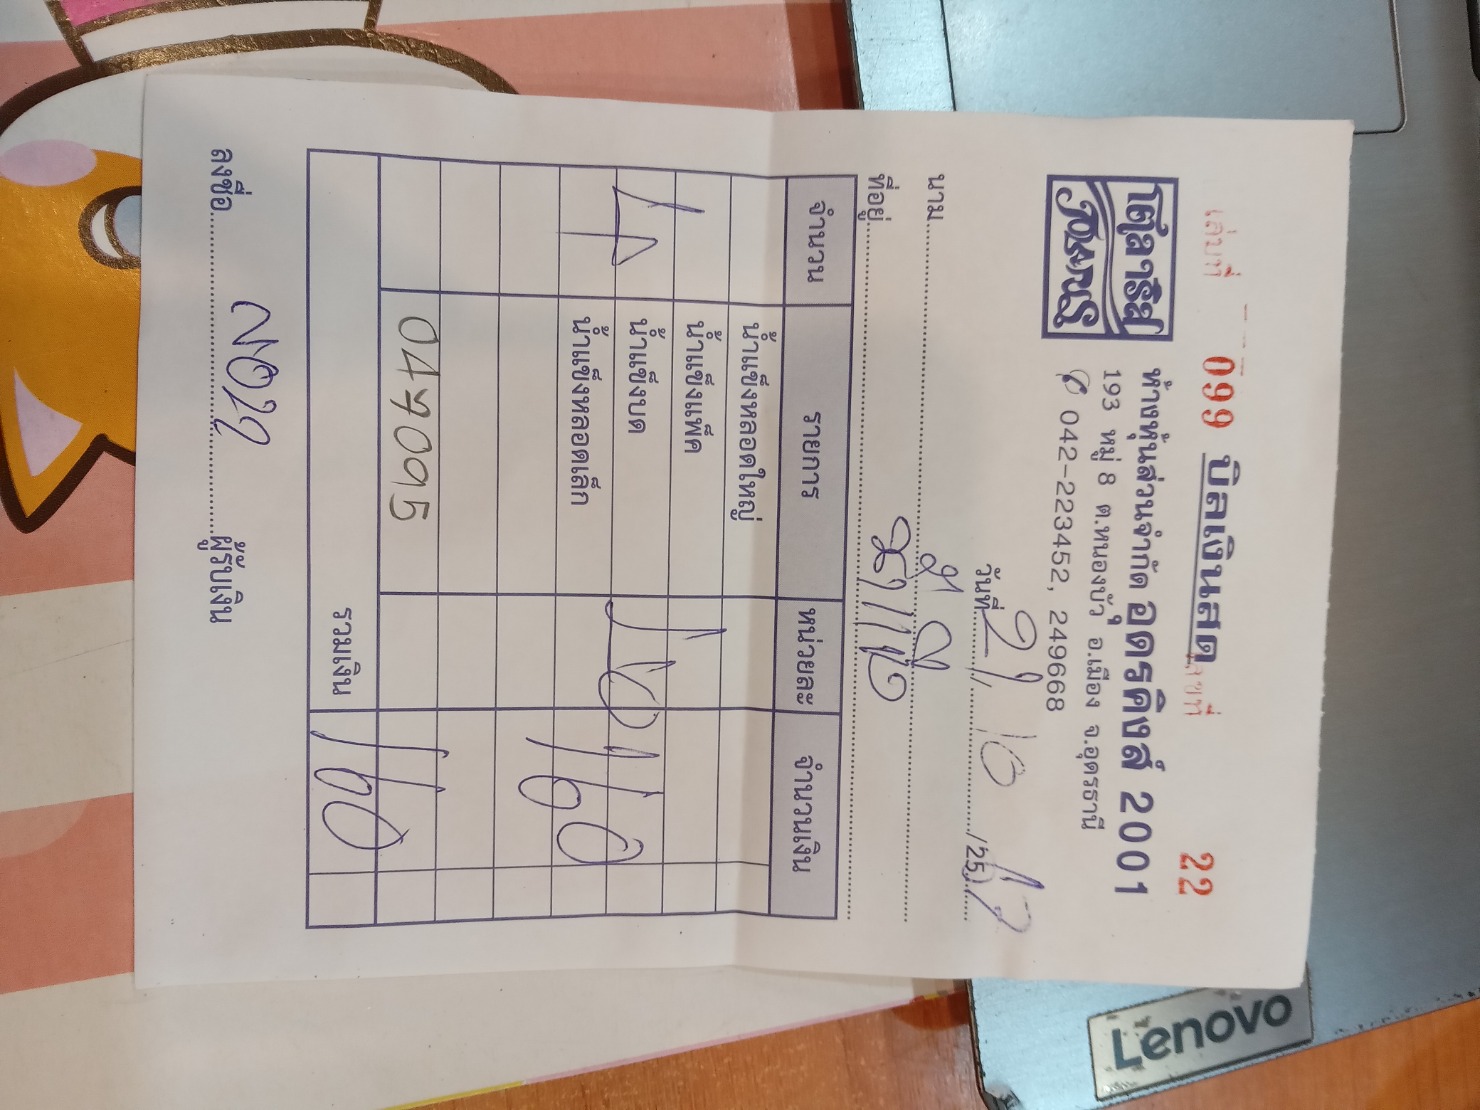 เล่มที่ 099 บิลเงินสด เลขที่ 22
โตลาริส
ห้างหุ้นส่วนจำกัด อุดรคิงส์ 2001
193 หมู่ 8 ต.หนองบัว อ.เมือง จ.อุดรธานี
042-223452, 249668
วันที่ 21, 10 /25
นาม
ที่อยู่
จำนวน รายการ หน่วยละ จำนวนเงิน
น้ำแข็งหลอดใหญ่
น้ำแข็งแพ็ค
4 น้ำแข็งบด 40 160
น้ำแข็งหลอดเล็ก
0470095 160
รวมเงิน 160
ลงชื่อ ผู้รับเงิน
Lenovo